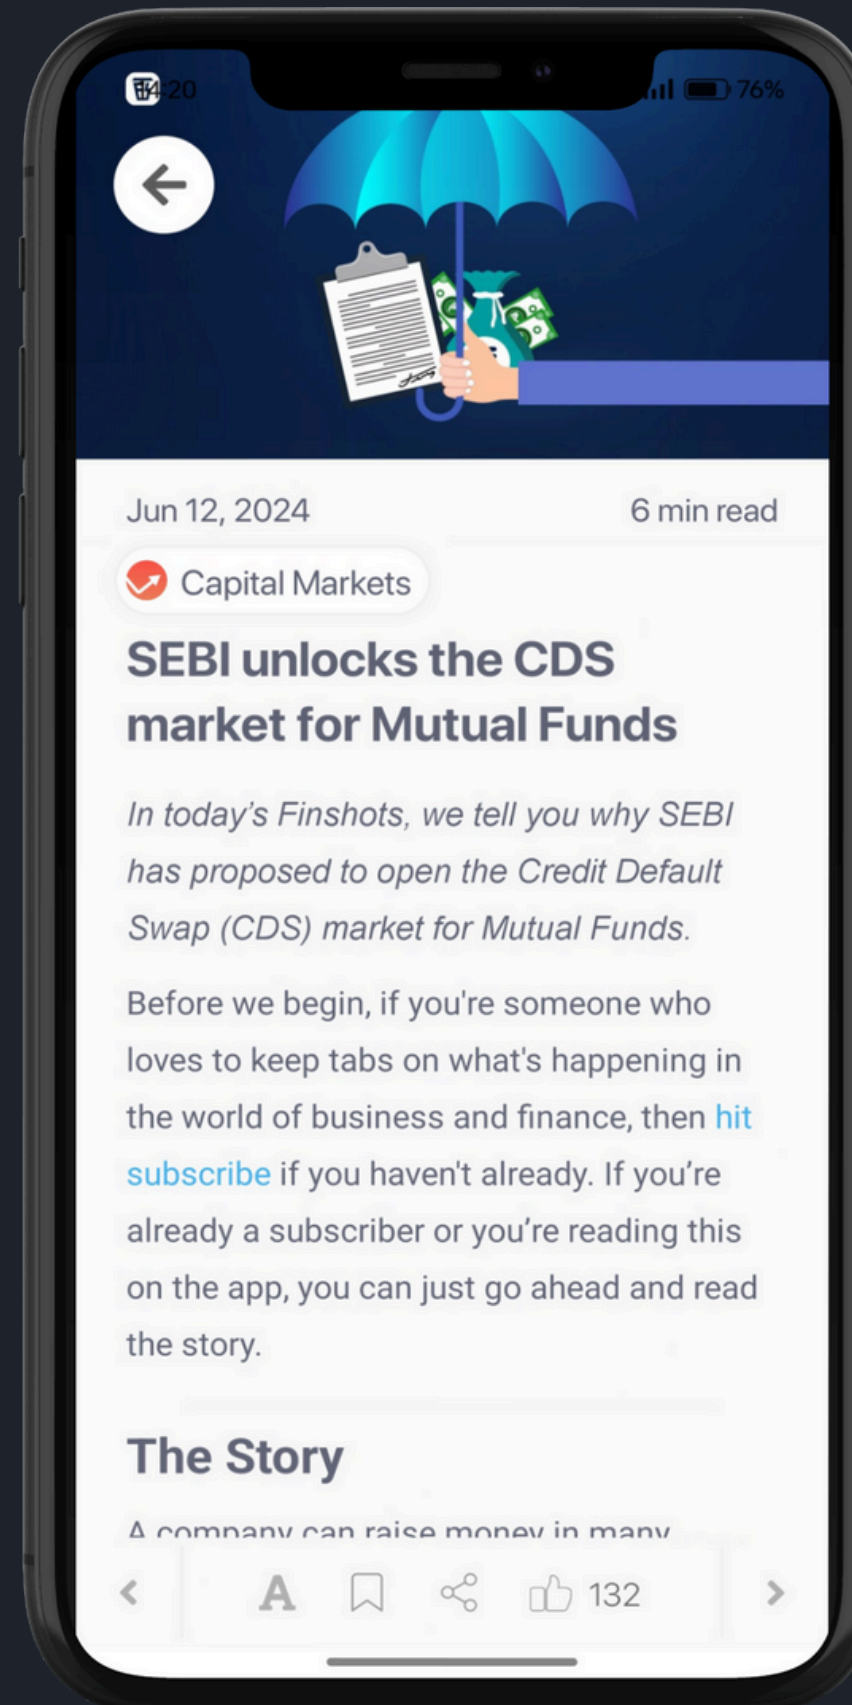 76%
Jun 12, 2024
6 min read
Capital Markets
SEBI unlocks the CDS
market for Mutual Funds
In today's Finshots, we tell you why SEBI
has proposed to open the Credit Default
Swap (CDS) market for Mutual Funds.
Before we begin, if you're someone who
loves to keep tabs on what's happening in
the world of business and finance, then hit
subscribe if you haven't already. If you’re
already a subscriber or you’re reading this
on the app, you can just go ahead and read
the story.
The Story
A company can raise money in many
A
132